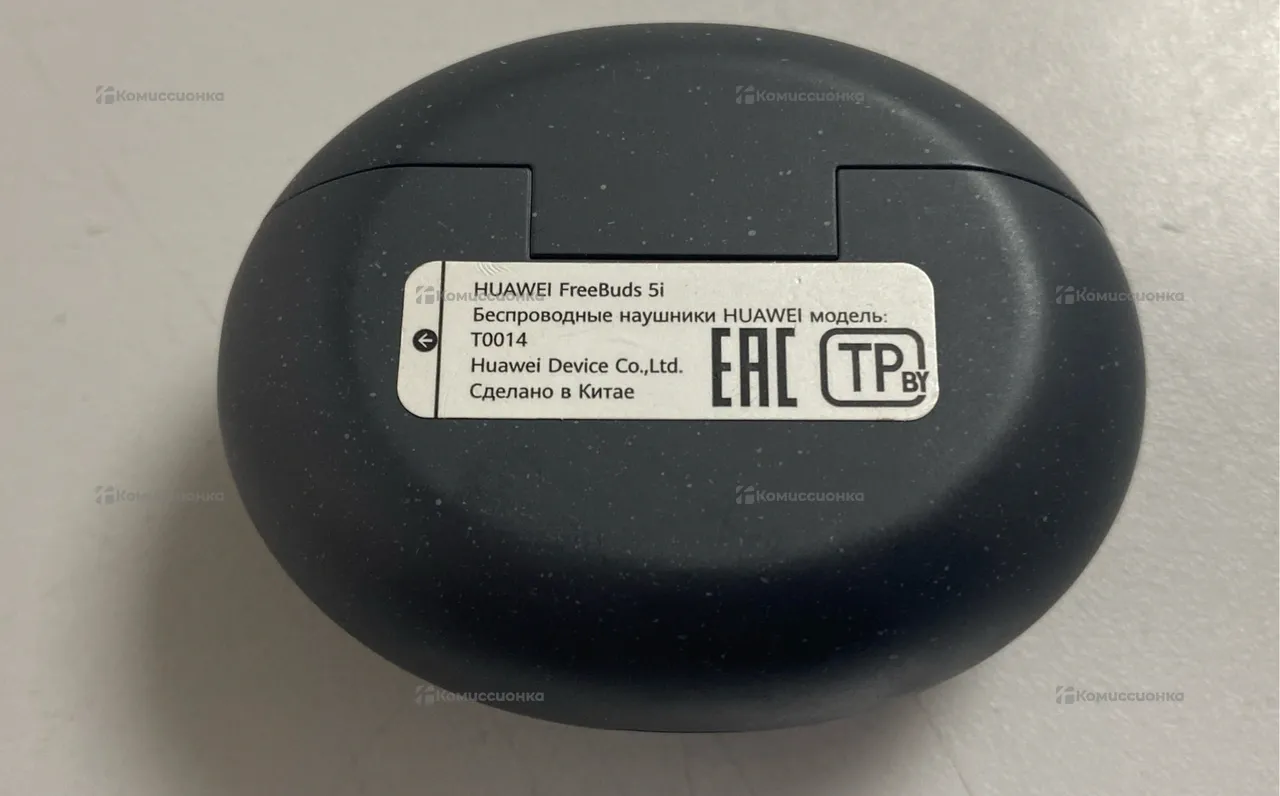 Комиссионка
Комиссионка
HUAWEI FreeBuds 5i
Беспроводные наушники HUAWEI модель:
T0014
Huawei Device Co.,Ltd.
Сделано в Китае
EAC
TP BY
Комиссионка
Комиссионка
Комиссионка
Комиссионка
Комиссионка
Комиссионка